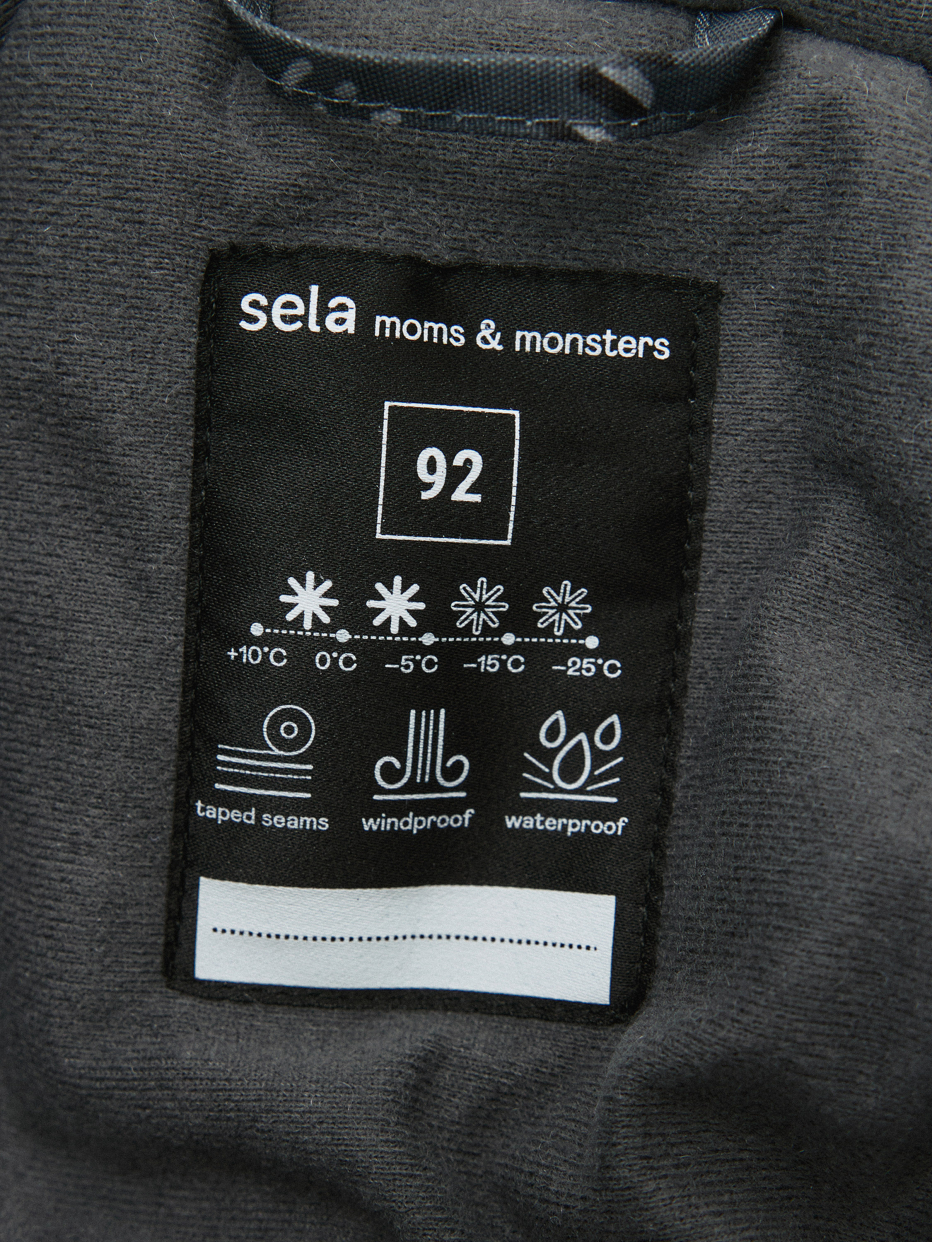 sela moms & monsters
92
+10°C 0°C –5°C –15°C –25°C
taped seams windproof waterproof